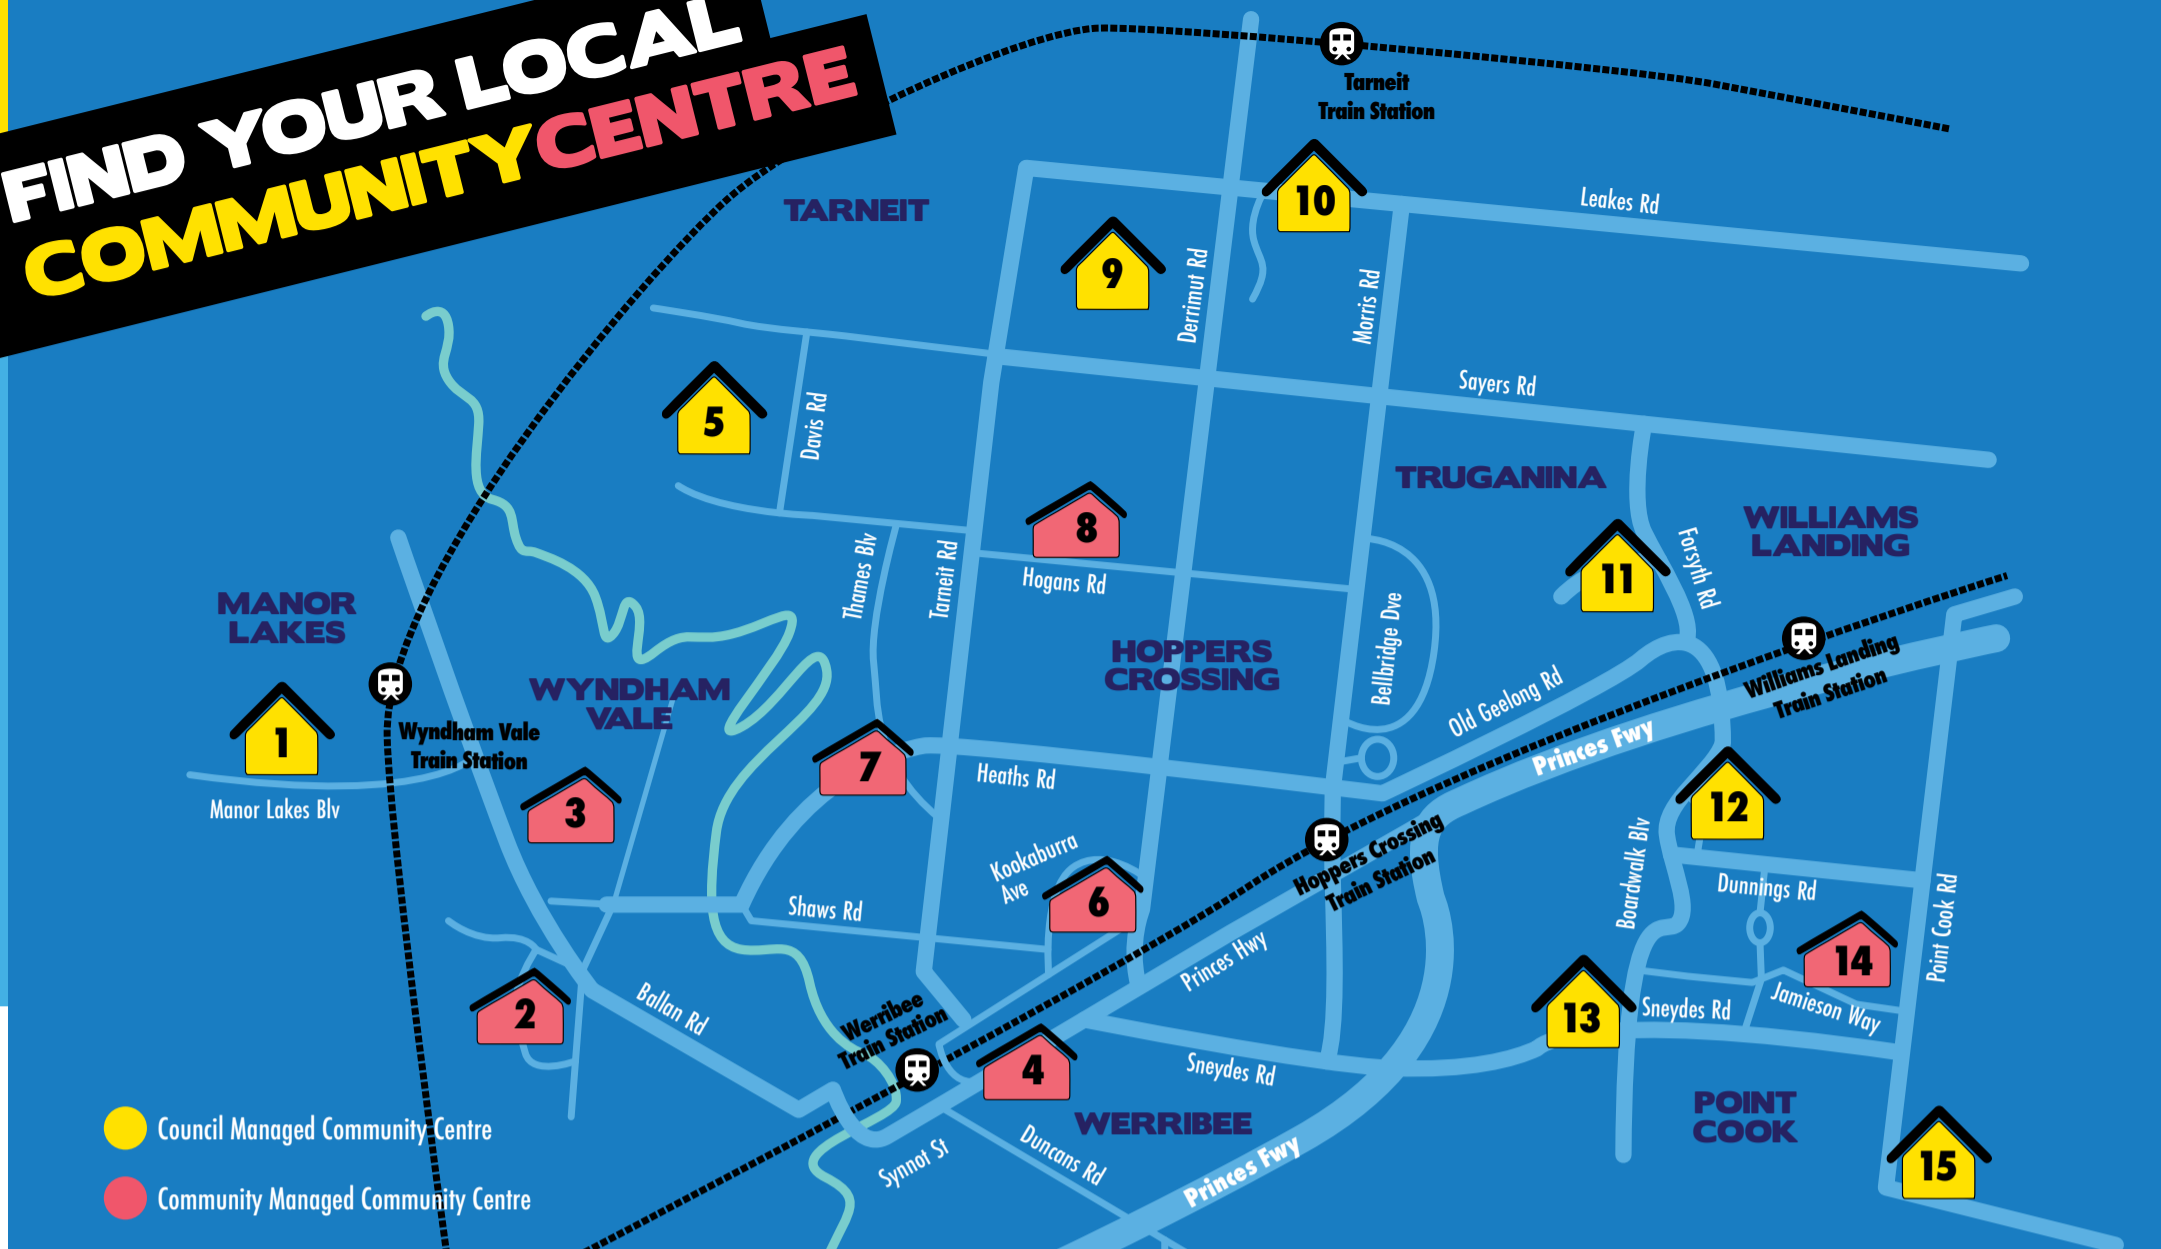 FIND YOUR LOCAL
COMMUNITY CENTRE
Tarneit
Train Station
10
Leakes Rd
TARNEIT
9
Derrimut Rd
Morris Rd
Sayers Rd
5
Davis Rd
TRUGANINA
WILLIAMS
LANDING
8
Hogans Rd
Thames Blv
Tarneit Rd
11
Forsyth Rd
MANOR
LAKES
HOPPERS
CROSSING
Bellbridge Dve
Williams Landing
Train Station
WYNDHAM
VALE
1
Wyndham Vale
Train Station
Old Geelong Rd
Princes Fwy
7
Heaths Rd
Manor Lakes Blv
3
12
Hoppers Crossing
Train Station
Kookaburra
Ave
6
Shaws Rd
Boardwalk Blv
Dunnings Rd
Point Cook Rd
14
Princes Hwy
2
Ballan Rd
Werribee
Train Station
4
13
Sneydes Rd
Jamieson Way
Sneydes Rd
WERRIBEE
POINT
COOK
Council Managed Community Centre
Synnot St
Duncans Rd
Princes Fwy
15
Community Managed Community Centre